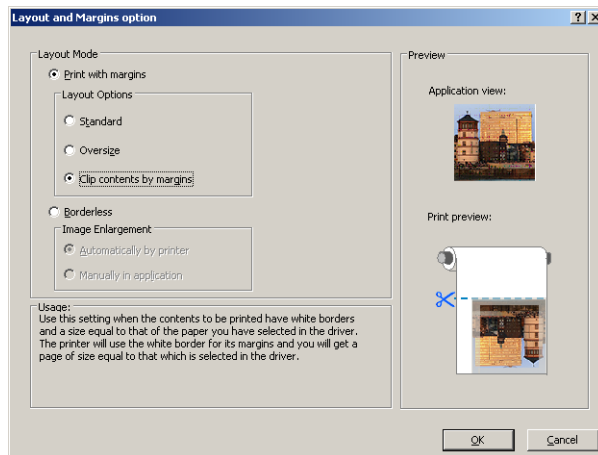 Layout and Margins option
Layout Mode
Print with margins
Layout Options
Standard
Oversize
Clip contents by margins
Borderless
Image Enlargement
Automatically by printer
Manually in application
Usage:
Use this setting when the contents to be printed have white borders
and a size equal to that of the paper you have selected in the driver.
The printer will use the white border for its margins and you will get a
page of size equal to that which is selected in the driver.
Preview
Application view:
Print preview:
OK
Cancel